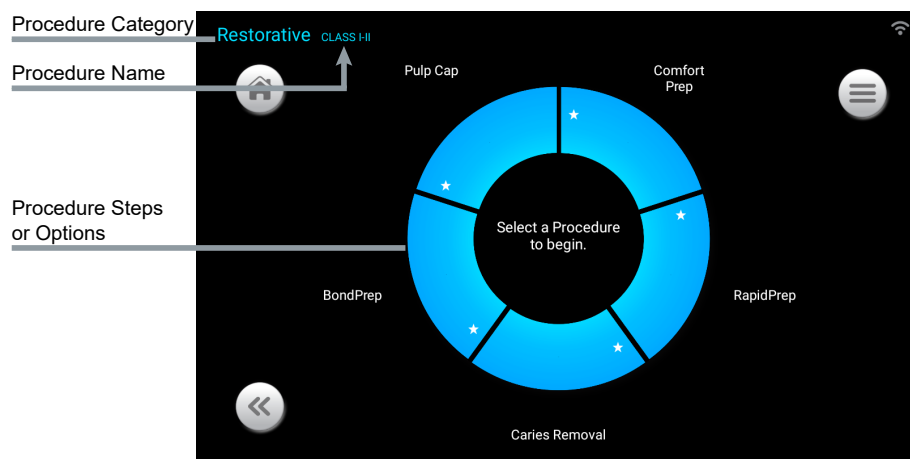 Procedure Category
Restorative CLASS I-II
Procedure Name
Pulp Cap
Comfort
Prep
Procedure Steps
or Options
Select a Procedure
to begin.
BondPrep
RapidPrep
Caries Removal